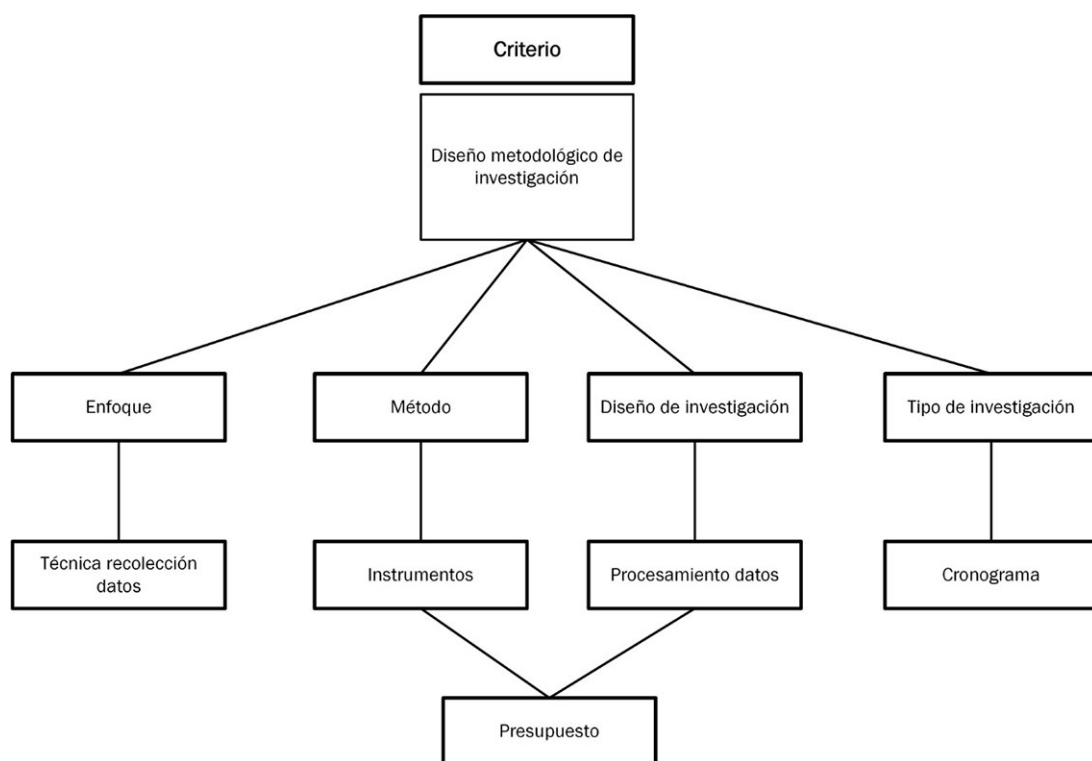 Criterio
Diseño metodológico de
investigación
Enfoque
Método
Diseño de investigación
Tipo de investigación
Técnica recolección
datos
Instrumentos
Procesamiento datos
Cronograma
Presupuesto